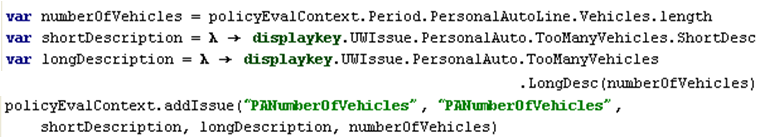 var numberOfVehicles = policyEvalContext.Period.PersonalAutoLine.Vehicles.length
var shortDescription = λ → displaykey.UWIssue.PersonalAuto.TooManyVehicles.ShortDesc
var longDescription = λ → displaykey.UWIssue.PersonalAuto.TooManyVehicles
.LongDesc(numberOfVehicles)
policyEvalContext.addIssue("PANumberOfVehicles", "PANumberOfVehicles",
shortDescription, longDescription, numberOfVehicles)